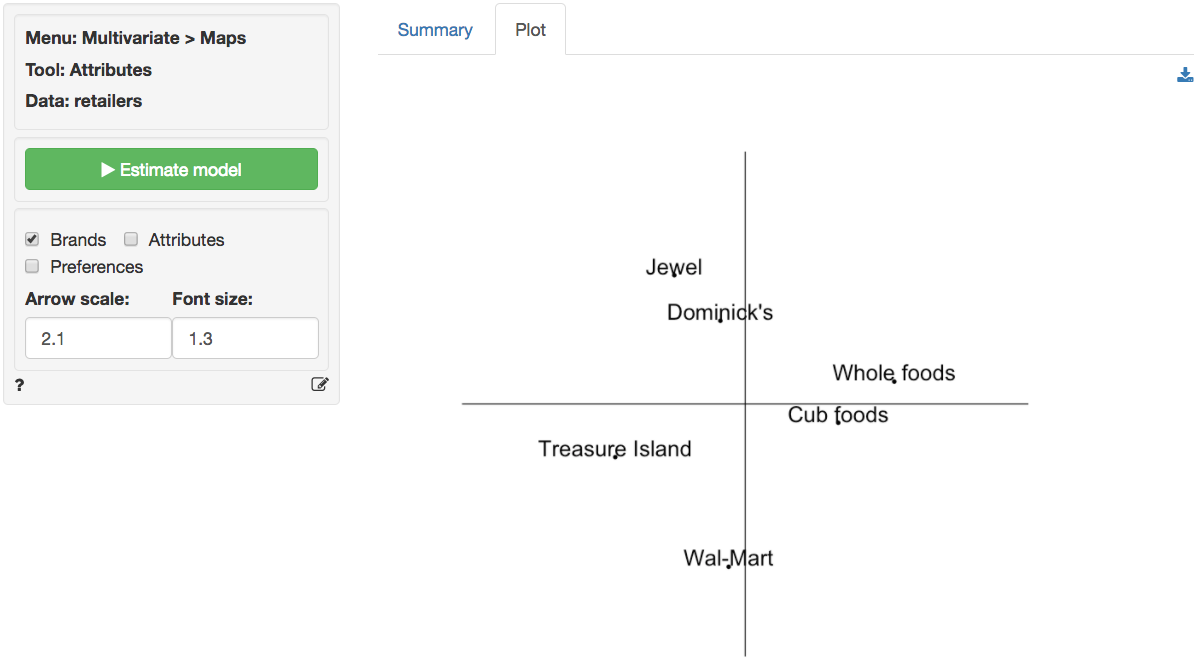 Menu: Multivariate > Maps
Tool: Attributes
Data: retailers
Estimate model
Brands Attributes
Preferences
Arrow scale: Font size:
2.1 1.3
?
Summary Plot
Jewel
Dominick's
Whole foods
Cub foods
Treasure Island
Wal-Mart